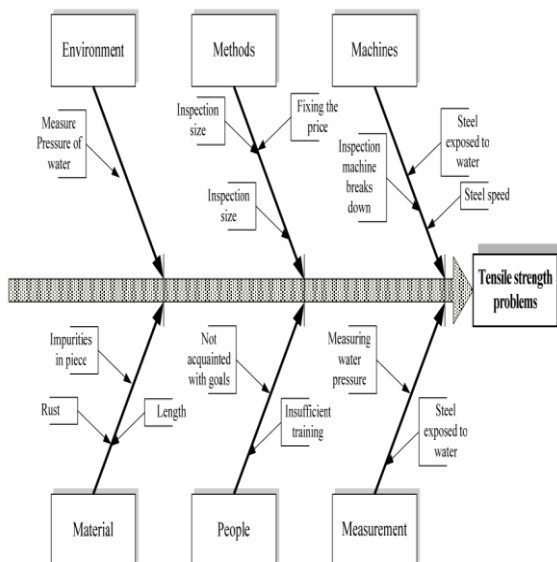 Environment
Methods
Machines
Measure
Pressure of
water
Inspection
size
Fixing the
price
Inspection
size
Steel
exposed to
water
Inspection
machine
breaks
down
Steel speed
Tensile strength
problems
Impurities
in piece
Rust
Length
Not
acquainted
with goals
Insufficient
training
Measuring
water
pressure
Steel
exposed to
water
Material
People
Measurement